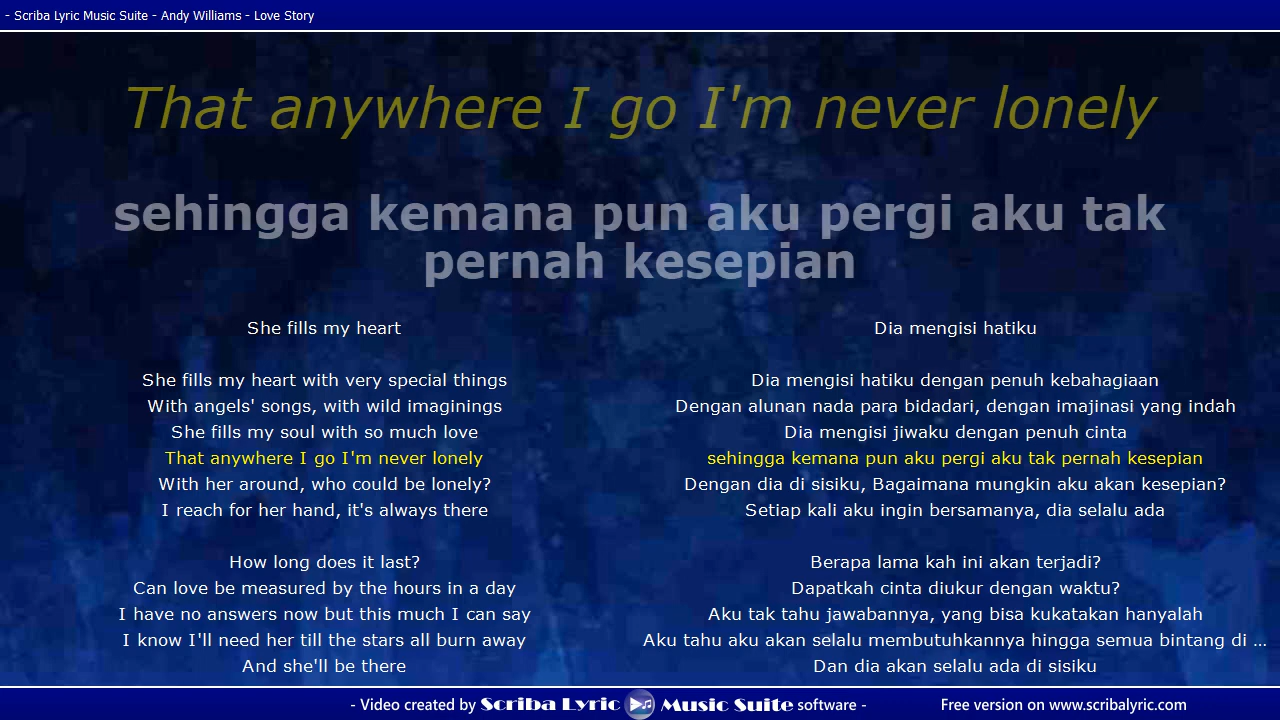 - Scriba Lyric Music Suite - Andy Williams - Love Story
That anywhere I go I'm never lonely
sehingga kemana pun aku pergi aku tak
pernah kesepian
She fills my heart
She fills my heart with very special things
With angels' songs, with wild imaginings
She fills my soul with so much love
That anywhere I go I'm never lonely
With her around, who could be lonely?
I reach for her hand, it's always there
How long does it last?
Can love be measured by the hours in a day
I have no answers now but this much I can say
I know I'll need her till the stars all burn away
And she'll be there
Dia mengisi hatiku
Dia mengisi hatiku dengan penuh kebahagiaan
Dengan alunan nada para bidadari, dengan imajinasi yang indah
Dia mengisi jiwaku dengan penuh cinta
sehingga kemana pun aku pergi aku tak pernah kesepian
Dengan dia di sisiku, Bagaimana mungkin aku akan kesepian?
Setiap kali aku ingin bersamanya, dia selalu ada
Berapa lama kah ini akan terjadi?
Dapatkah cinta diukur dengan waktu?
Aku tak tahu jawabannya, yang bisa kukatakan hanyalah
Aku tahu aku akan selalu membutuhkannya hingga semua bintang di ...
Dan dia akan selalu ada di sisiku
- Video created by Scriba Lyric Music Suite software - Free version on www.scribalyric.com